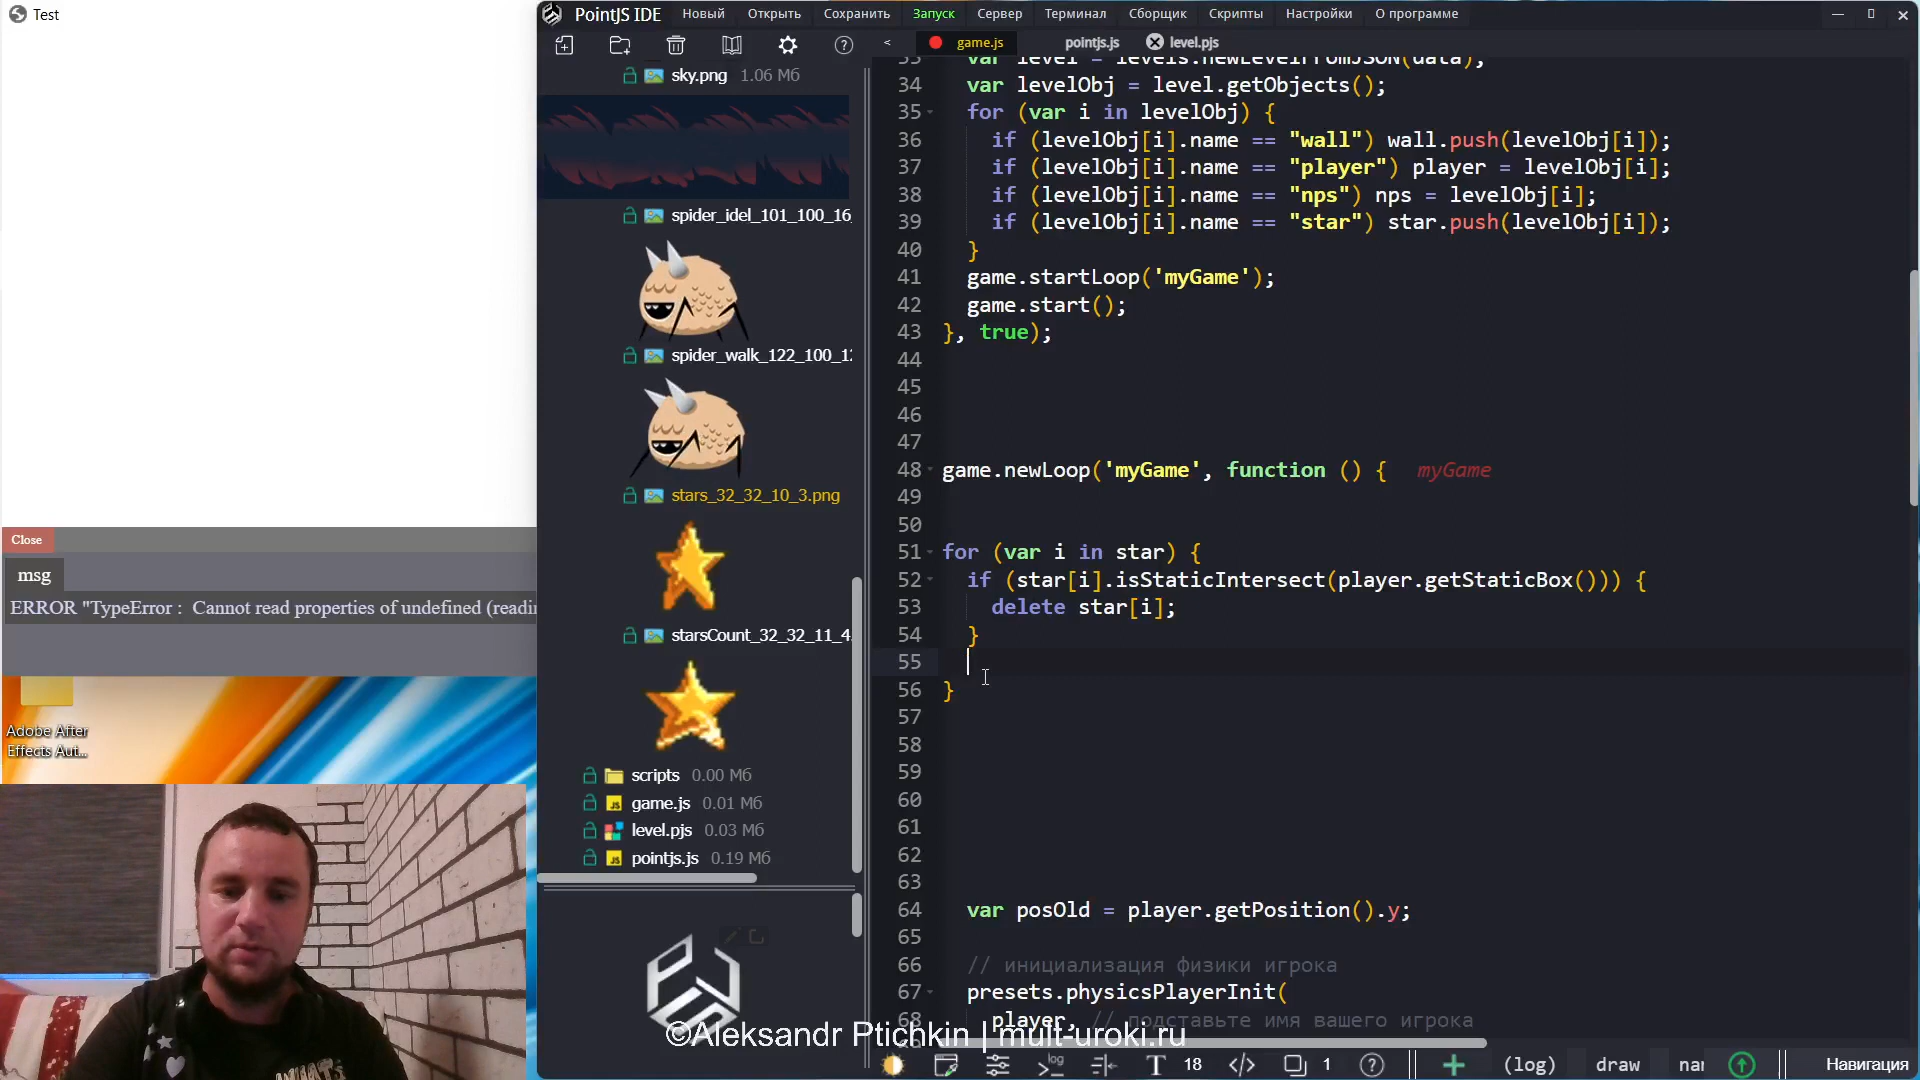 Test
Close
msg
ERROR "TypeError : Cannot read properties of undefined (readin
Adobe After
Effects Aut...
PointJS IDE
Новый
Открыть
Сохранить
Запуск
Сервер
Терминал
Сборщик
Скрипты
Настройки
О программе
<
game.js
pointjs.js
level.pjs
sky.png 1.06 Мб
spider_idel_101_100_16
spider_walk_122_100_12
stars_32_32_10_3.png
starsCount_32_32_11_4
scripts 0.00 Мб
game.js 0.01 Мб
level.pjs 0.03 Мб
pointjs.js 0.19 Мб
33 var level = levels.newLevelFromJSON(data);
34 var levelObj = level.getObjects();
35 for (var i in levelObj) {
36 if (levelObj[i].name == "wall") wall.push(levelObj[i]);
37 if (levelObj[i].name == "player") player = levelObj[i];
38 if (levelObj[i].name == "nps") nps = levelObj[i];
39 if (levelObj[i].name == "star") star.push(levelObj[i]);
40 }
41 game.startLoop('myGame');
42 game.start();
43 }, true);
44
45
46
47
48 game.newLoop('myGame', function () { myGame
49
50
51 for (var i in star) {
52 if (star[i].isStaticIntersect(player.getStaticBox())) {
53 delete star[i];
54 }
55
56 }
57
58
59
60
61
62
63
64 var posOld = player.getPosition().y;
65
66 // инициализация физики игрока
67 presets.physicsPlayerInit(
68 player, // подставьте имя вашего игрока
©Aleksandr Ptichkin | mult-uroki.ru
log
T
18
1
(log)
draw
nar
Навигация